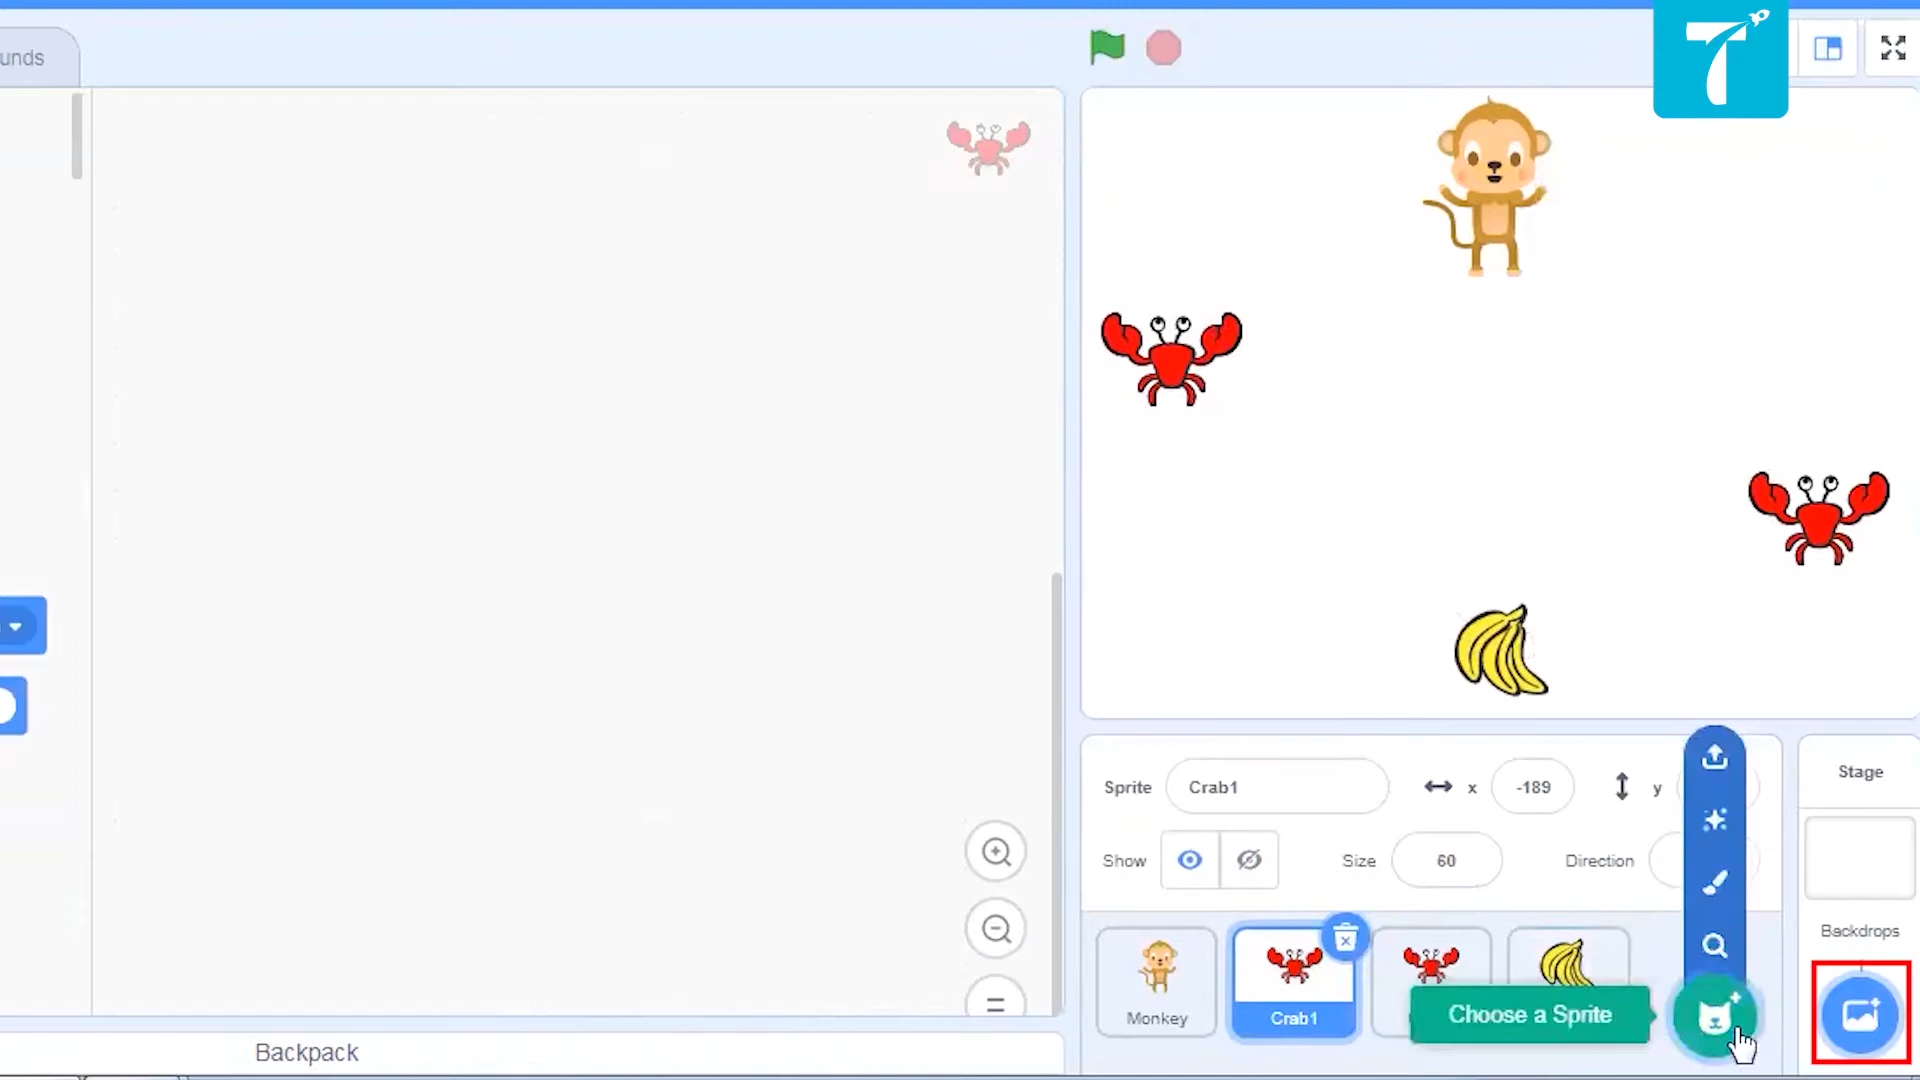 unds
T
Sprite
Crab1
x
-189
y
Show
Size
60
Direction
Stage
Backdrops
Monkey
Crab1
Choose a Sprite
Backpack